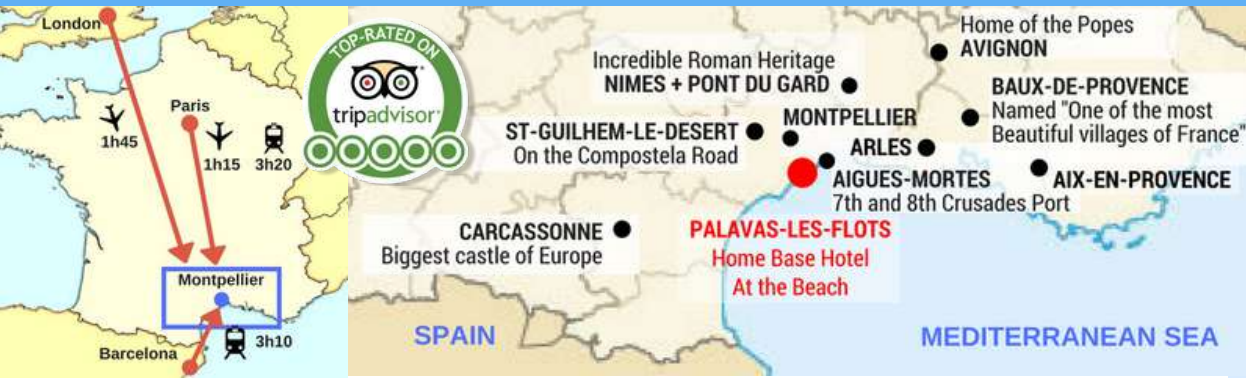 London
1h45
Paris
1h15
3h20
Montpellier
Barcelona
3h10
TOP-RATED ON
tripadvisor
Home of the Popes
AVIGNON
Incredible Roman Heritage
NIMES + PONT DU GARD
BAUX-DE-PROVENCE
Named "One of the most
Beautiful villages of France"
MONTPELLIER
ST-GUILHEM-LE-DESERT
On the Compostela Road
ARLES
AIGUES-MORTES
7th and 8th Crusades Port
AIX-EN-PROVENCE
CARCASSONNE
Biggest castle of Europe
PALAVAS-LES-FLOTS
Home Base Hotel
At the Beach
SPAIN
MEDITERRANEAN SEA